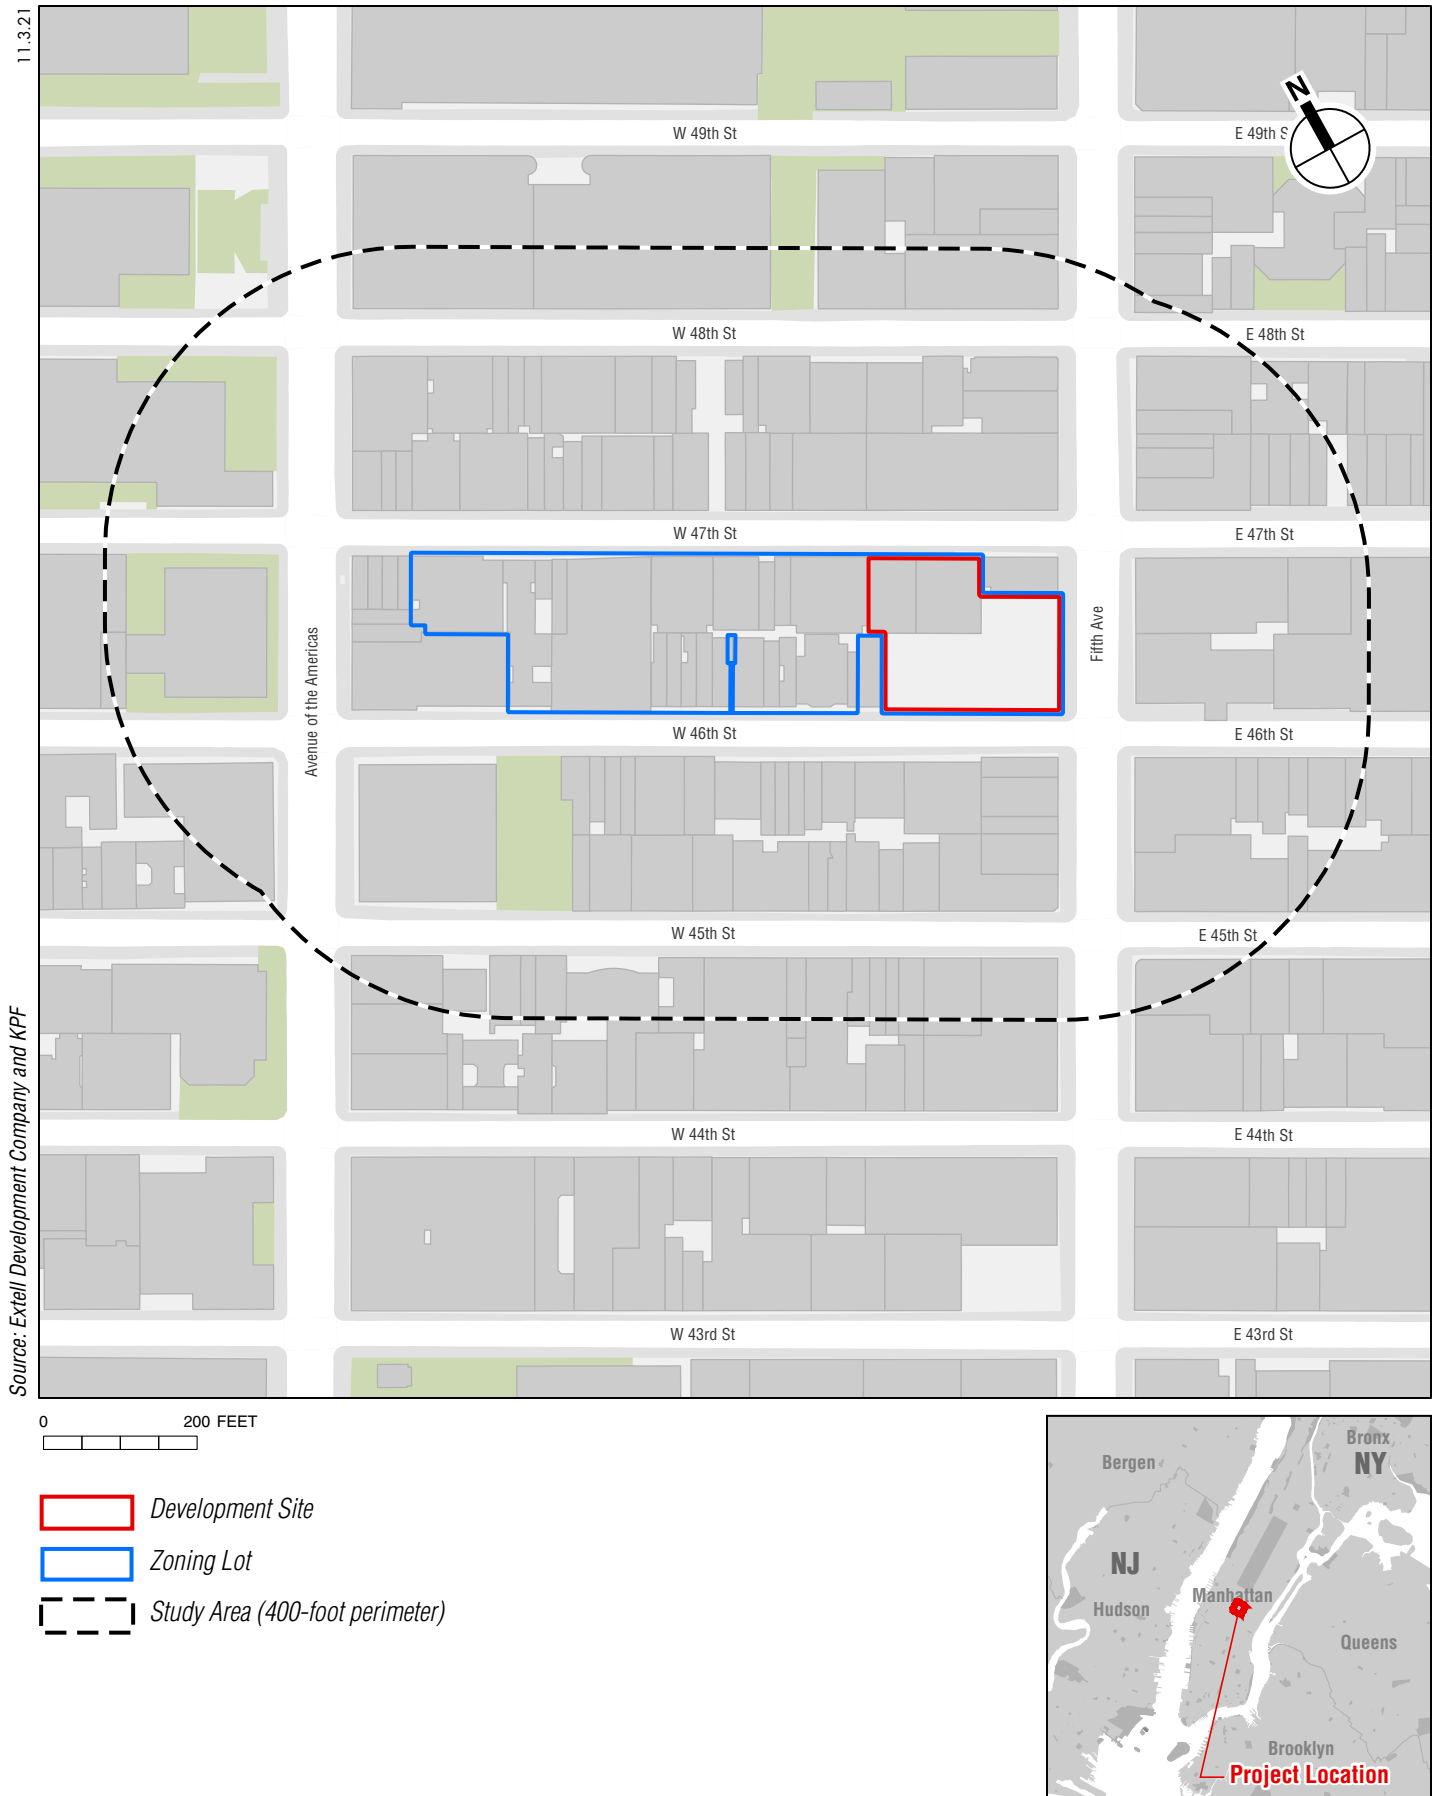 11.3.21
W 49th St
E 49th S
N
W 48th St
E 48th St
W 47th St
E 47th St
Avenue of the Americas
Fifth Ave
W 46th St
E 46th St
W 45th St
E 45th St
W 44th St
E 44th St
W 43rd St
E 43rd St
Source: Extell Development Company and KPF
0 200 FEET
Development Site
Zoning Lot
Study Area (400-foot perimeter)
Bronx
Bergen
NY
NJ
Manhattan
Hudson
Queens
Brooklyn
Project Location